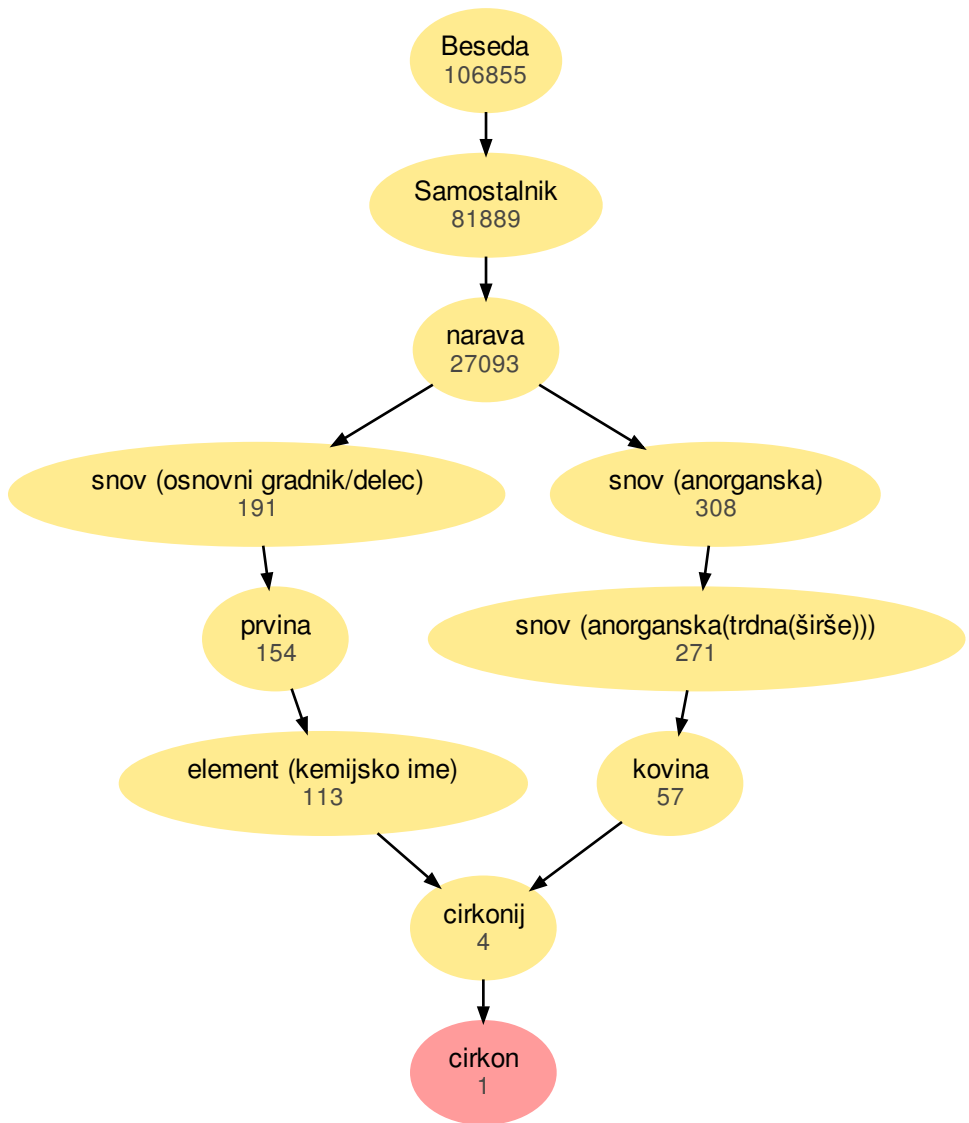 Beseda
106855
Samostalnik
81889
narava
27093
snov (osnovni gradnik/delec)
191
snov (anorganska)
308
prvina
154
snov (anorganska(trdna(širše)))
271
element (kemijsko ime)
113
kovina
57
cirkonij
4
cirkon
1